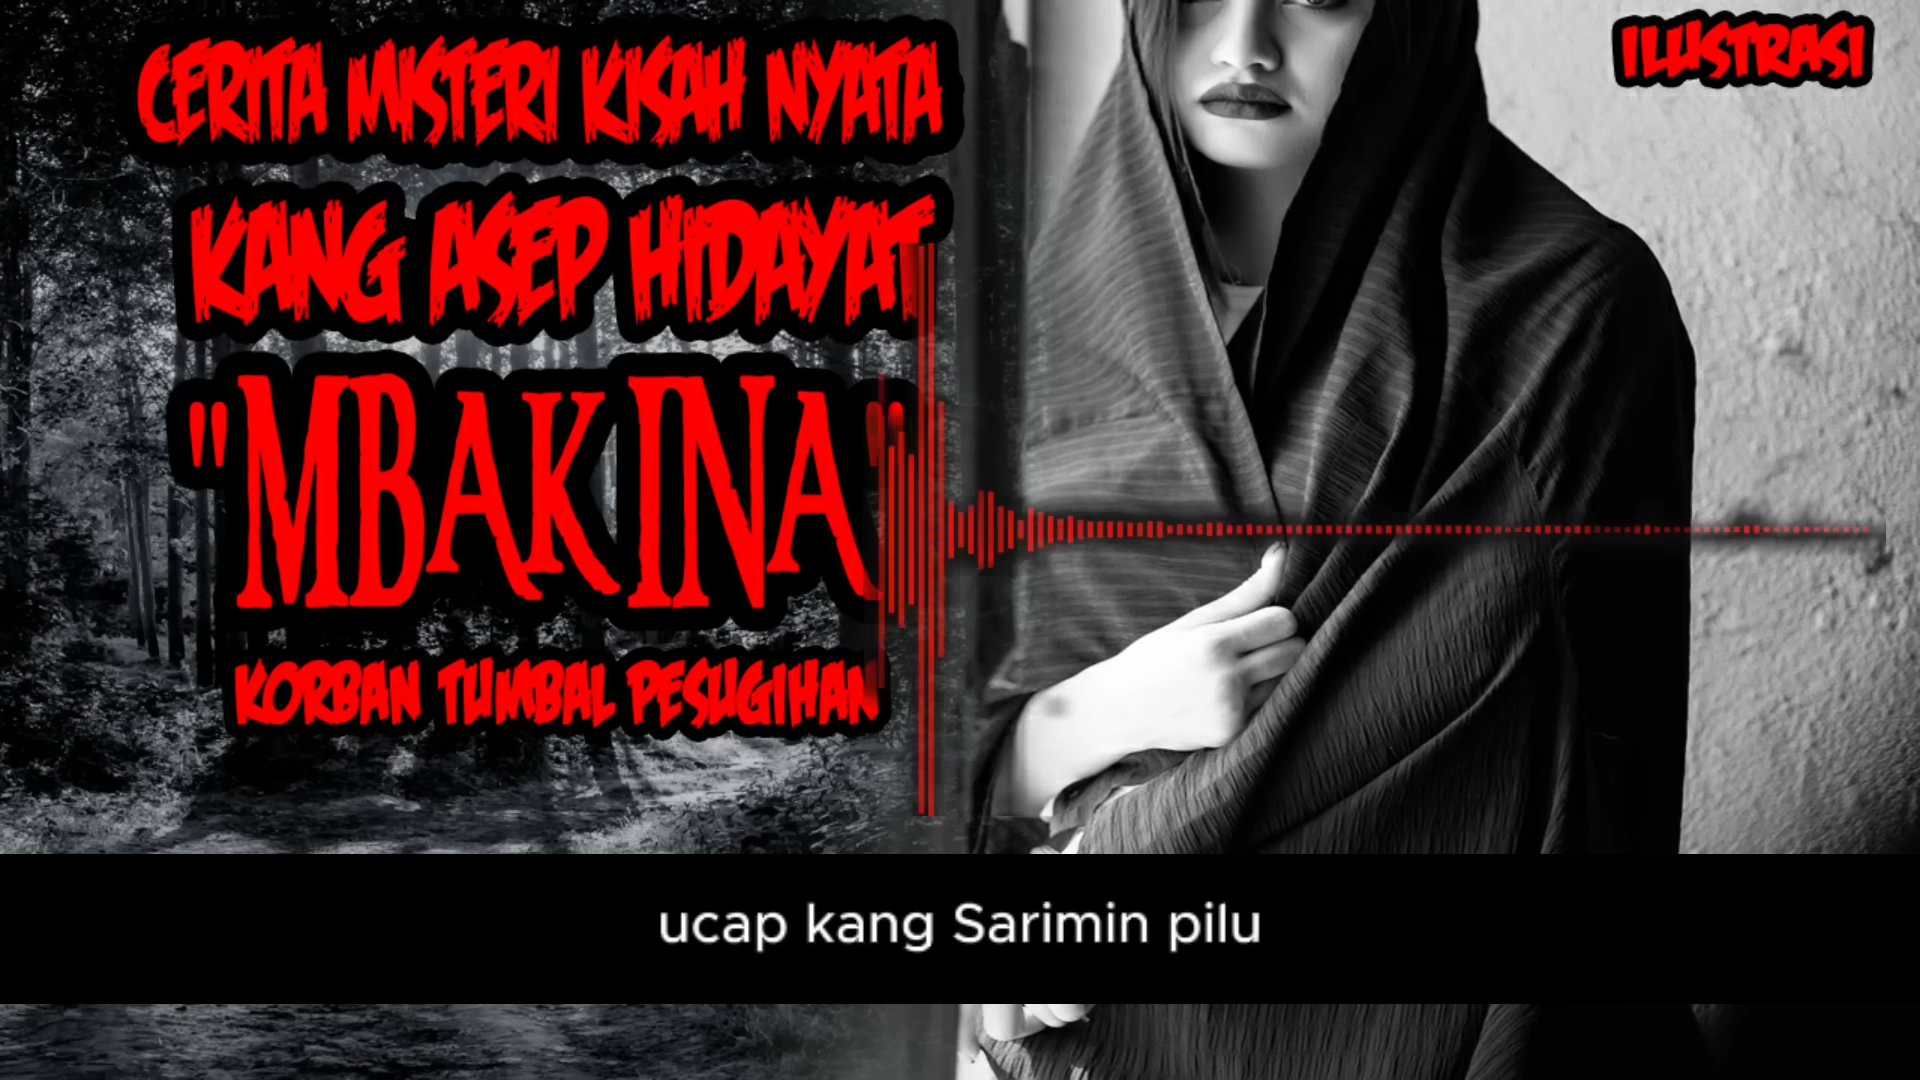 CERITA MISTERI KISAH NYATA
KANG ASEP HIDAYAT
"MBAK INA"
KORBAN TUMBAL PESUGIHAN
ILUSTRASI
ucap kang Sarimin pilu